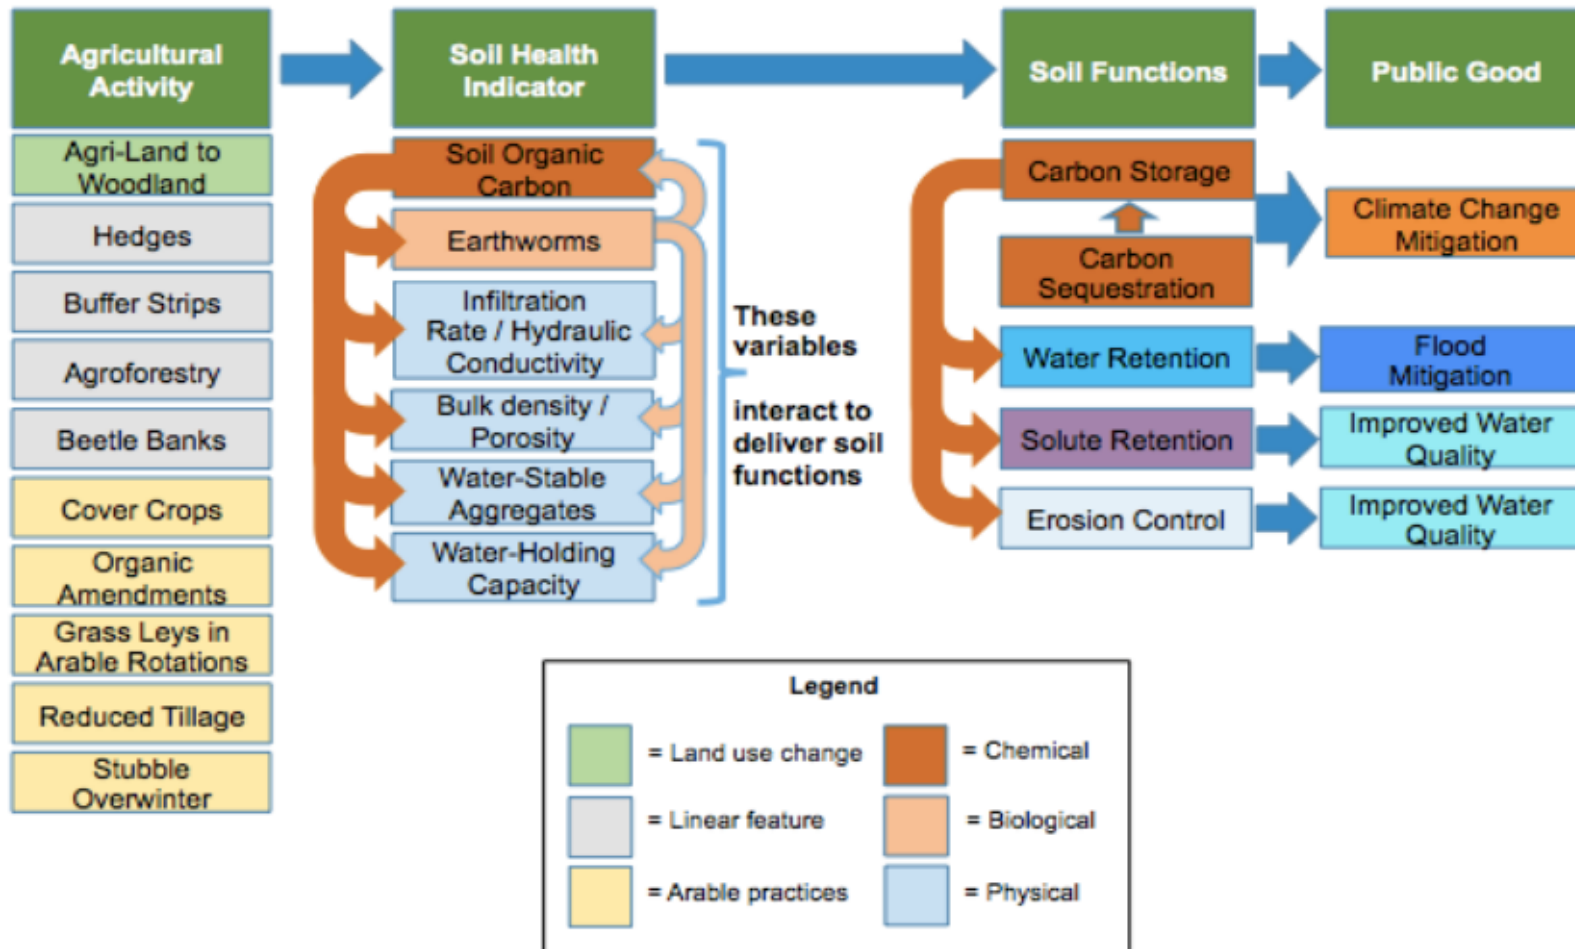 Agricultural
Activity
Soil Health
Indicator
Soil Functions
Public Good
Agri-Land to
Woodland
Hedges
Buffer Strips
Agroforestry
Beetle Banks
Cover Crops
Organic
Amendments
Grass Leys in
Arable Rotations
Reduced Tillage
Stubble
Overwinter
Soil Organic
Carbon
Earthworms
Infiltration
Rate / Hydraulic
Conductivity
Bulk density /
Porosity
Water-Stable
Aggregates
Water-Holding
Capacity
These
variables
interact to
deliver soil
functions
Carbon Storage
Carbon
Sequestration
Water Retention
Solute Retention
Erosion Control
Climate Change
Mitigation
Flood
Mitigation
Improved Water
Quality
Improved Water
Quality
Legend
= Land use change
= Linear feature
= Arable practices
= Chemical
= Biological
= Physical